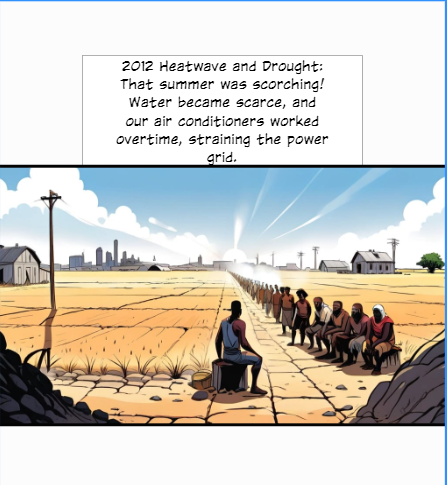 2012 Heatwave and Drought:
That summer was scorching!
Water became scarce, and
our air conditioners worked
overtime, straining the power
grid.